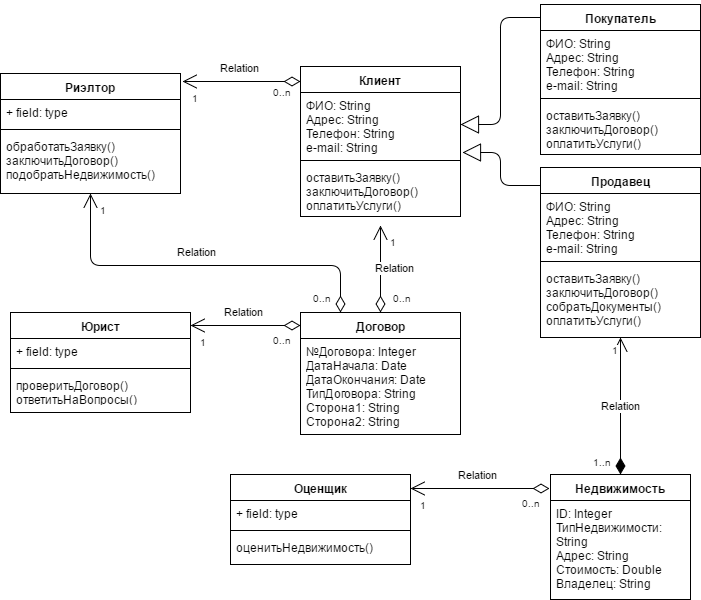 Покупатель
ФИО: String
Адрес: String
Телефон: String
e-mail: String
оставитьЗаявку()
заключитьДоговор()
оплатитьУслуги()
Relation
1
0..n
Клиент
ФИО: String
Адрес: String
Телефон: String
e-mail: String
оставитьЗаявку()
заключитьДоговор()
оплатитьУслуги()
Риэлтор
+ field: type
обработатьЗаявку()
заключитьДоговор()
подобратьНедвижимость()
Продавец
ФИО: String
Адрес: String
Телефон: String
e-mail: String
оставитьЗаявку()
заключитьДоговор()
собратьДокументы()
оплатитьУслуги()
1
Relation
0..n
1
Relation
0..n
Юрист
+ field: type
проверитьДоговор()
ответитьНаВопросы()
Relation
1
0..n
Договор
№Договора: Integer
ДатаНачала: Date
ДатаОкончания: Date
ТипДоговора: String
Сторона1: String
Сторона2: String
1
Relation
1..n
Оценщик
+ field: type
оценитьНедвижимость()
Relation
1
0..n
Недвижимость
ID: Integer
ТипНедвижимости:
String
Адрес: String
Стоимость: Double
Владелец: String